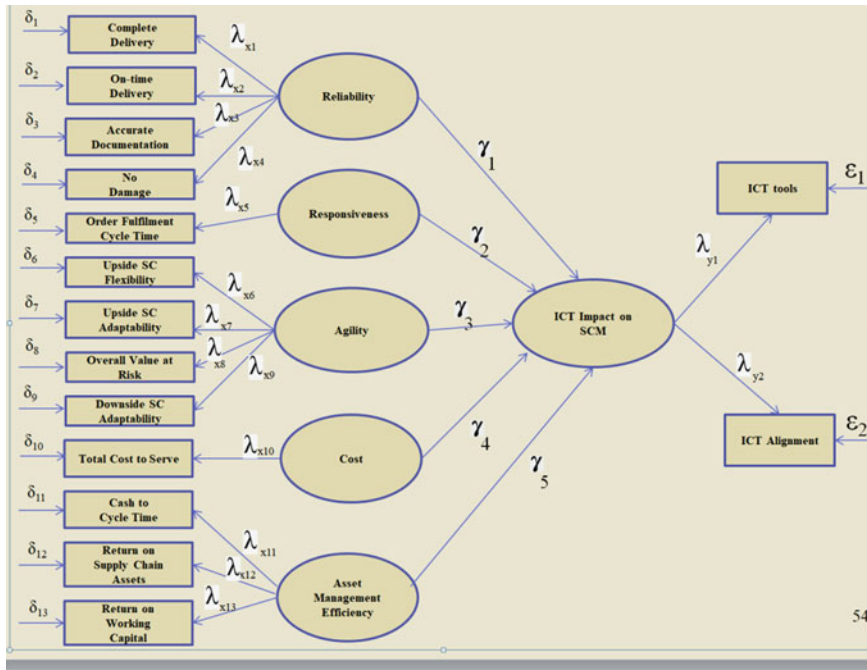 δ1
Complete
Delivery
λx1
δ2
On-time
Delivery
λx2
Reliability
δ3
Accurate
Documentation
λx3
δ4
No
Damage
λx4
γ1
ICT tools
ε1
δ5
Order Fulfilment
Cycle Time
λx5
Responsiveness
γ2
λy1
δ6
Upside SC
Flexibility
λx6
δ7
Upside SC
Adaptability
λx7
Agility
γ3
ICT Impact on
SCM
δ8
Overall Value at
Risk
λx8
λy2
δ9
Downside SC
Adaptability
λx9
δ10
Total Cost to Serve
λx10
Cost
γ4
ICT Alignment
ε2
δ11
Cash to
Cycle Time
λx11
γ5
δ12
Return on
Supply Chain
Assets
λx12
Asset
Management
Efficiency
δ13
Return on
Working
Capital
λx13
54